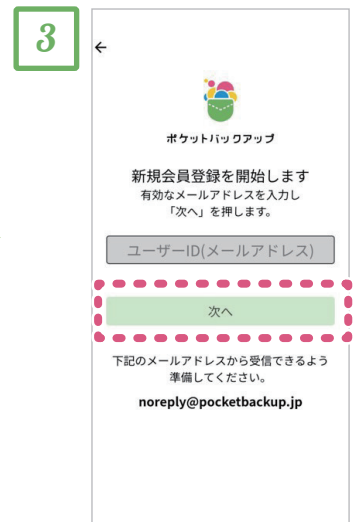 3
ポケットバックアップ
新規会員登録を開始します
有効なメールアドレスを入力し
「次へ」を押します。
ユーザーID(メールアドレス)
次へ
下記のメールアドレスから受信できるよう
準備してください。
noreply@pocketbackup.jp